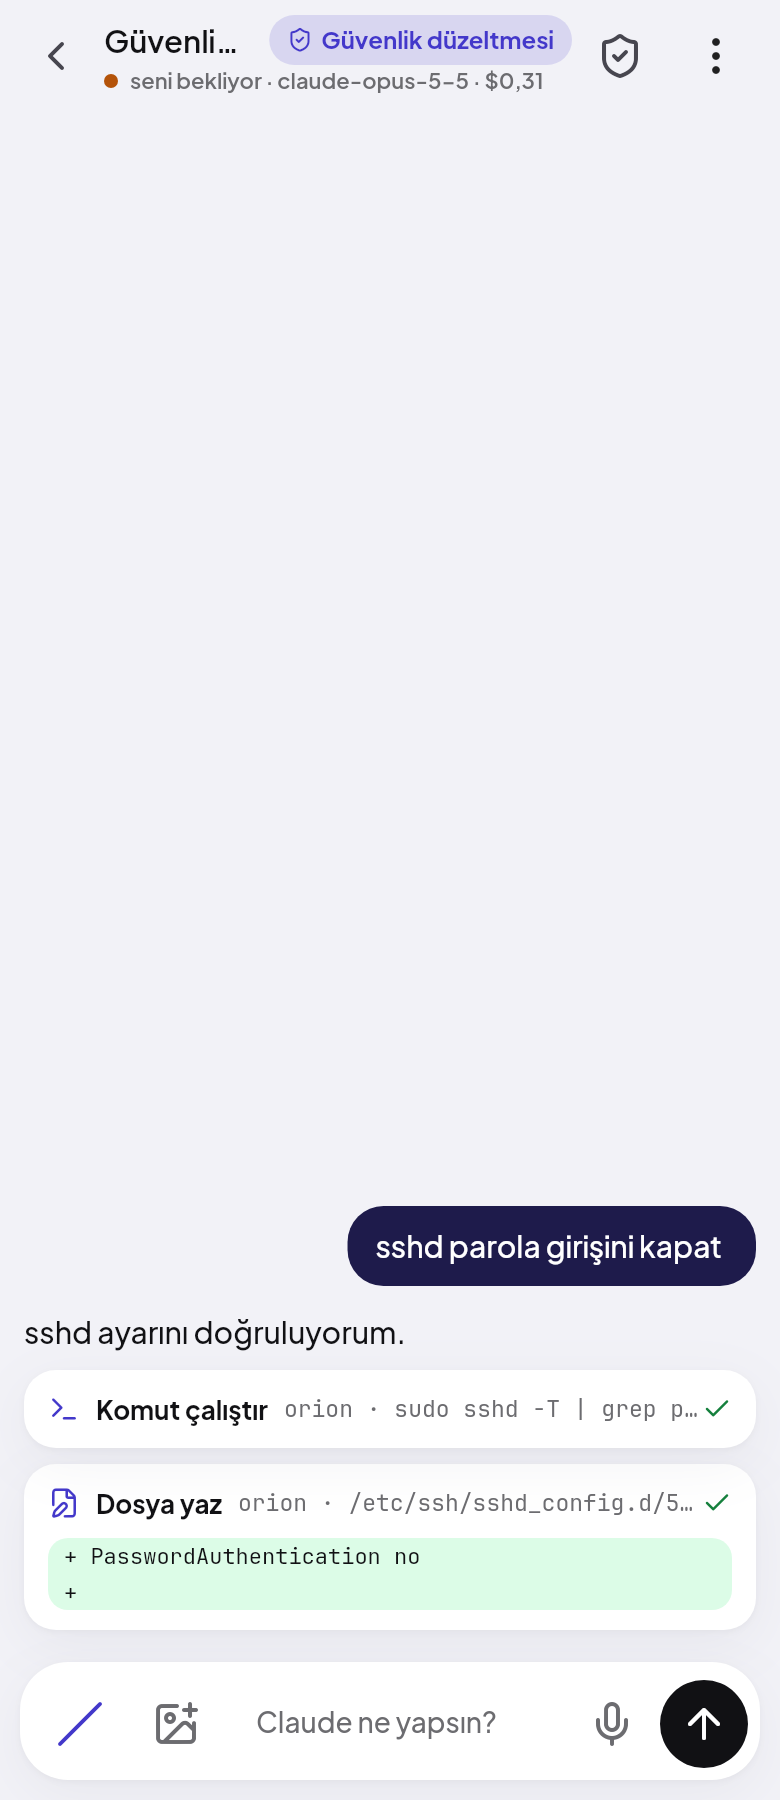 Güvenli…
Güvenlik düzeltmesi
seni bekliyor · claude-opus-5-5 · $0,31
sshd parola girişini kapat
sshd ayarını doğruluyorum.
Komut çalıştır orion · sudo sshd -T | grep p…
Dosya yaz orion · /etc/ssh/sshd_config.d/5…
+ PasswordAuthentication no
+
Claude ne yapsın?